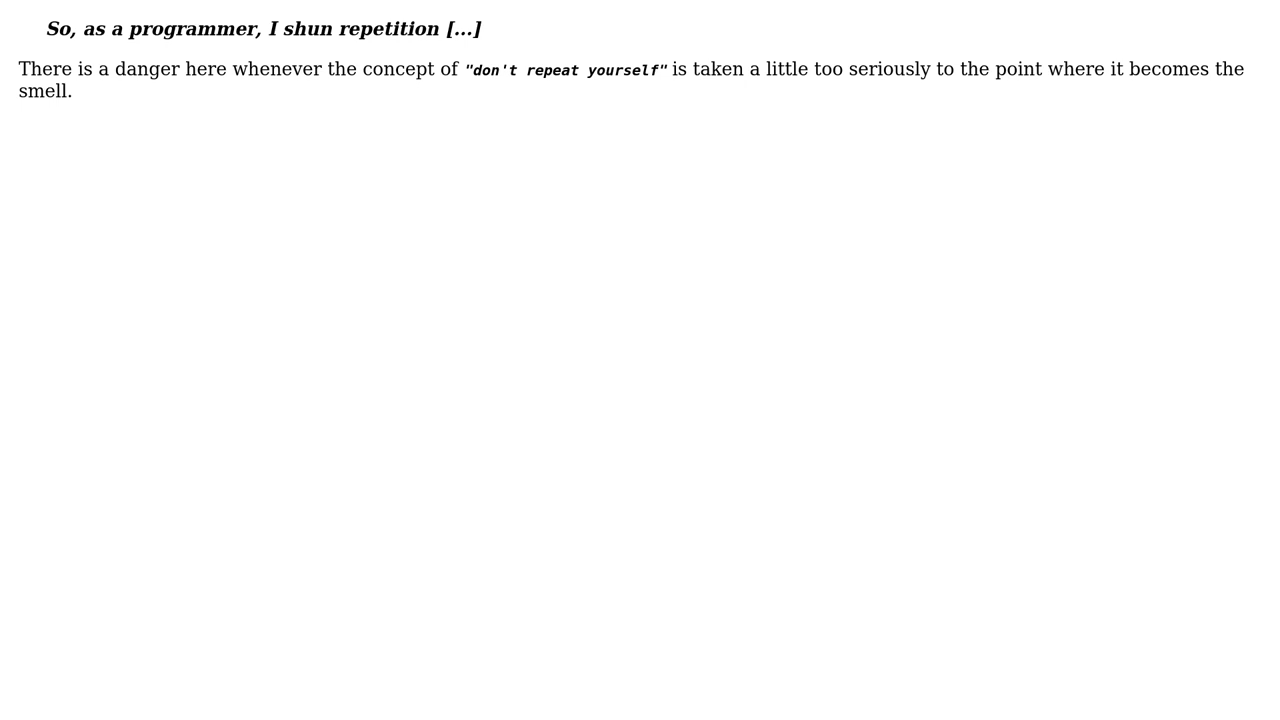 So, as a programmer, I shun repetition [...]
There is a danger here whenever the concept of "don't repeat yourself" is taken a little too seriously to the point where it becomes the
smell.